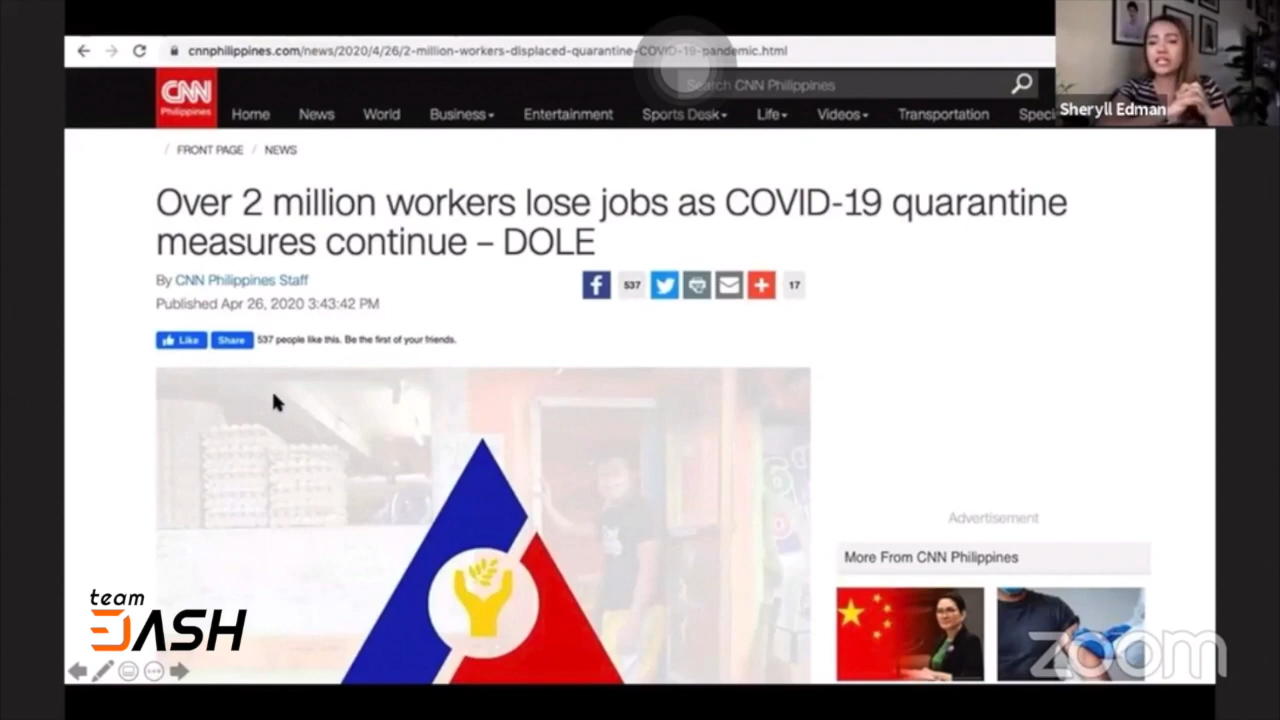 cnnphilippines.com/news/2020/4/26/2-million-workers-displaced-quarantine-COVID-19-pandemic.html
CNN
Philippines
Search CNN Philippines
Home News World Business Entertainment Sports Desk Life Videos Transportation Speci
Sheryll Edman
/ FRONT PAGE / NEWS
Over 2 million workers lose jobs as COVID-19 quarantine
measures continue – DOLE
By CNN Philippines Staff
537
17
Published Apr 26, 2020 3:43:42 PM
Like Share 537 people like this. Be the first of your friends.
Advertisement
More From CNN Philippines
team
DASH
zoom